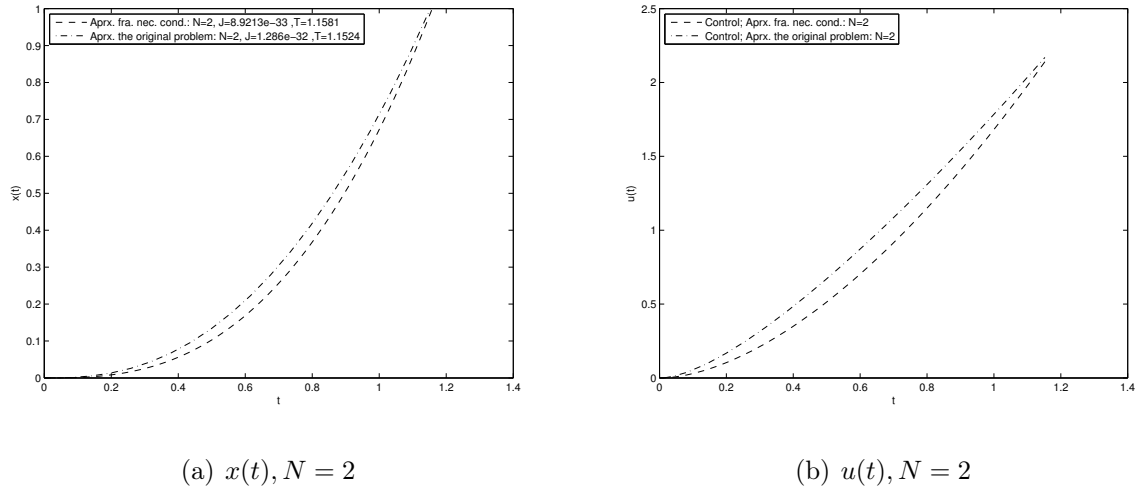 Aprx. fra. nec. cond.: N=2, J=8.9213e−33 ,T=1.1581
Aprx. the original problem: N=2, J=1.286e−32 ,T=1.1524
1
0.9
0.8
0.7
0.6
0.5
0.4
0.3
0.2
0.1
0
x(t)
0 0.2 0.4 0.6 0.8 1 1.2 1.4
t
(a) x(t), N = 2
Control; Aprx. fra. nec. cond.: N=2
Control; Aprx. the original problem: N=2
2.5
2
1.5
1
0.5
0
u(t)
0 0.2 0.4 0.6 0.8 1 1.2 1.4
t
(b) u(t), N = 2